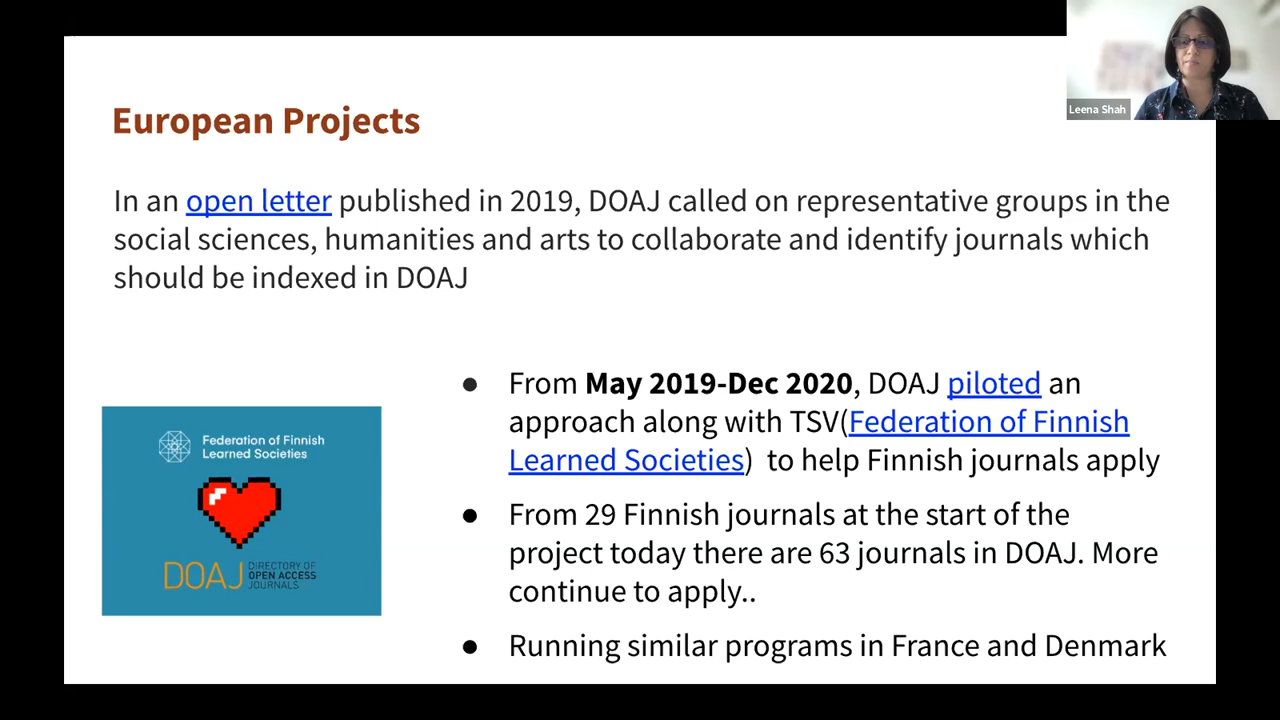 Leena Shah
European Projects
In an open letter published in 2019, DOAJ called on representative groups in the
social sciences, humanities and arts to collaborate and identify journals which
should be indexed in DOAJ
Federation of Finnish
Learned Societies
DOAJ DIRECTORY OF
OPEN ACCESS
JOURNALS
● From May 2019-Dec 2020, DOAJ piloted an
approach along with TSV(Federation of Finnish
Learned Societies)  to help Finnish journals apply
● From 29 Finnish journals at the start of the
project today there are 63 journals in DOAJ. More
continue to apply..
● Running similar programs in France and Denmark